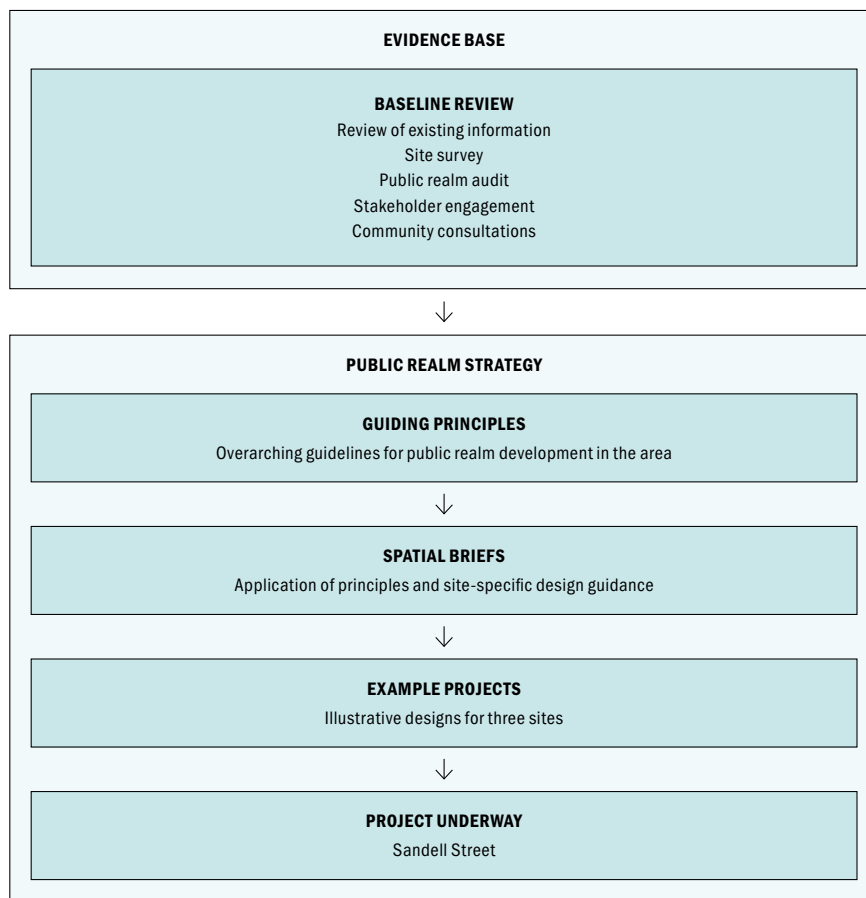 EVIDENCE BASE
BASELINE REVIEW
Review of existing information
Site survey
Public realm audit
Stakeholder engagement
Community consultations
PUBLIC REALM STRATEGY
GUIDING PRINCIPLES
Overarching guidelines for public realm development in the area
SPATIAL BRIEFS
Application of principles and site-specific design guidance
EXAMPLE PROJECTS
Illustrative designs for three sites
PROJECT UNDERWAY
Sandell Street